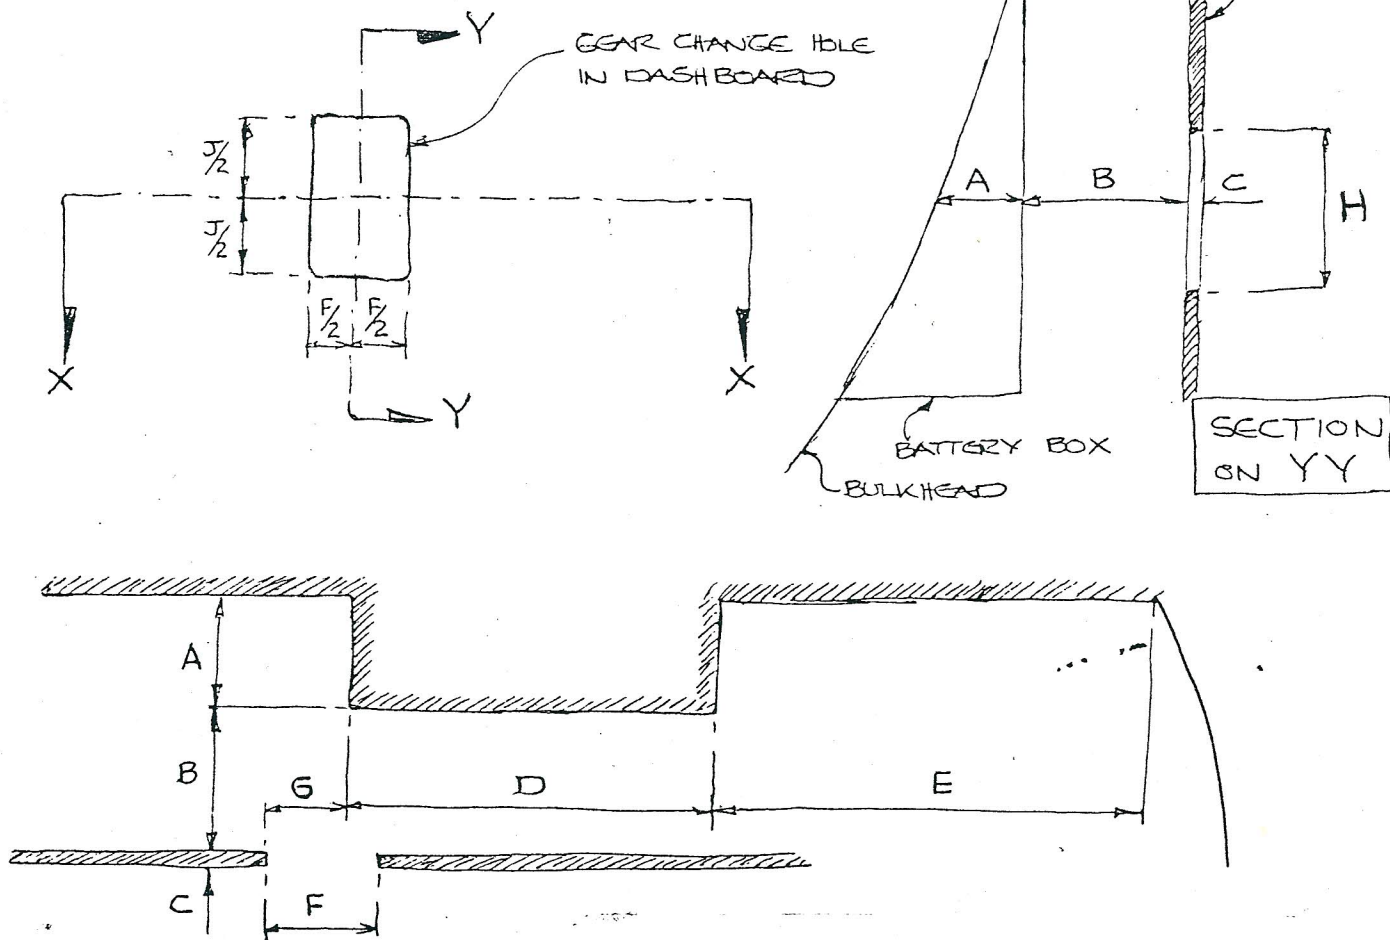 Y
GEAR CHANGE HOLE
IN DASHBOARD
J/2
J/2
F/2 F/2
X
X
Y
A
B
C
H
BATTERY BOX
BULKHEAD
SECTION
ON YY
A
B
G
D
E
C
F